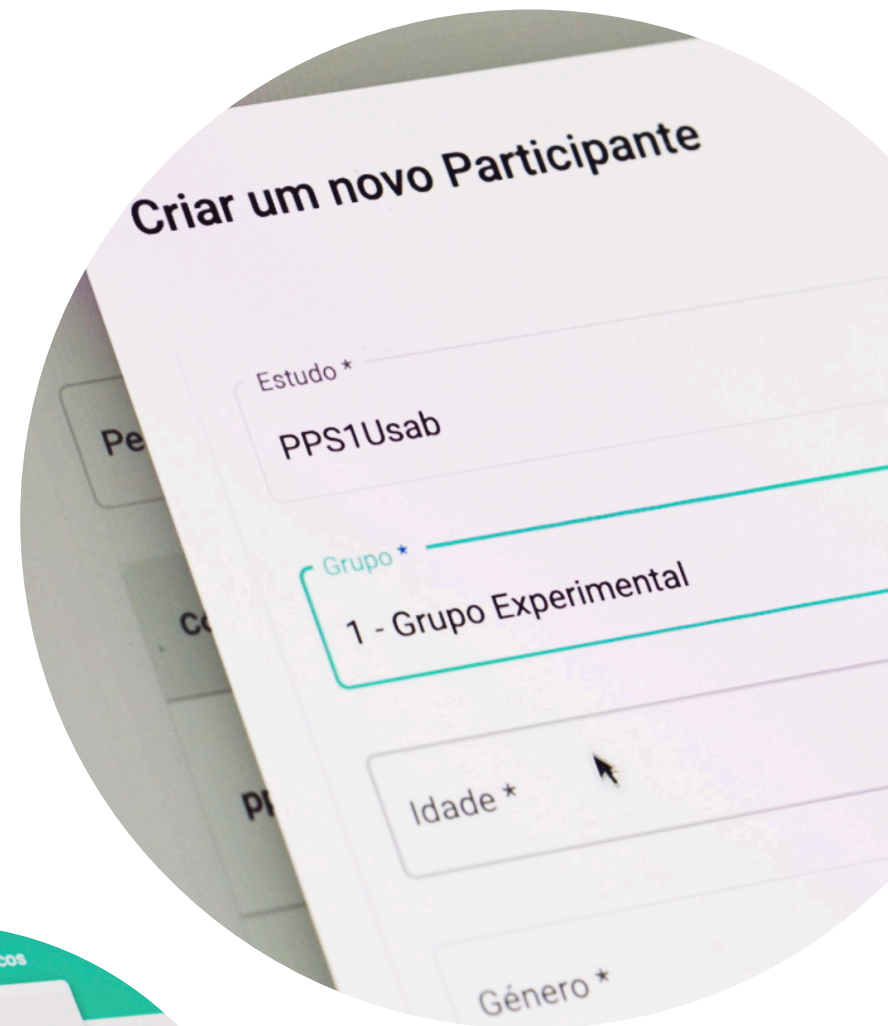 Criar um novo Participante
Estudo *
PPS1Usab
Grupo *
1 - Grupo Experimental
Idade *
Género *